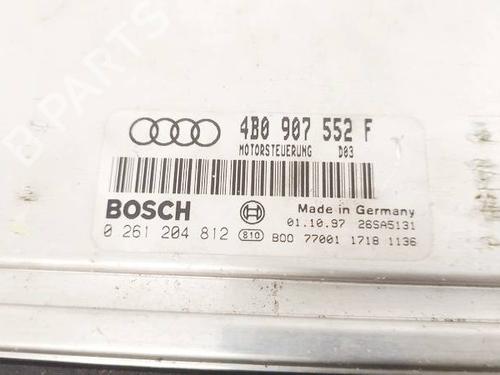 B PARTS
4B0 907 552 F
MOTORSTEUERUNG D03
BOSCH
Made in Germany
01.10.97 26SA5131
0 261 204 812 810 B00 77001 1718 1136